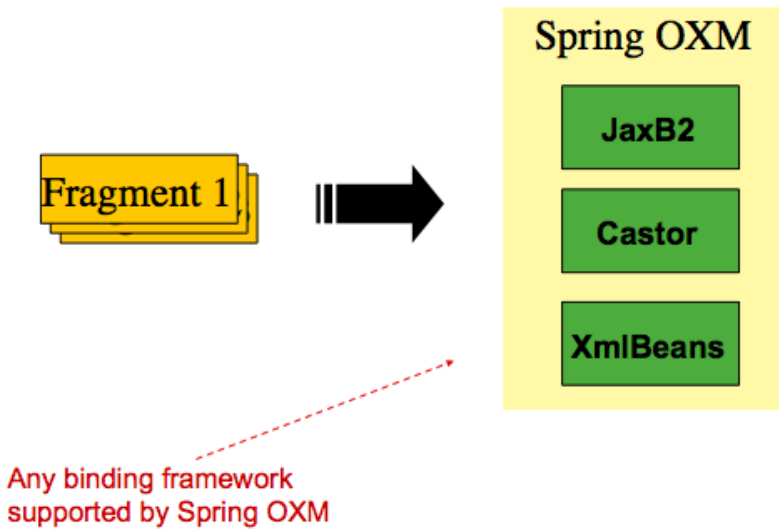 Spring OXM
JaxB2
Fragment 1
Castor
XmlBeans
Any binding framework
supported by Spring OXM